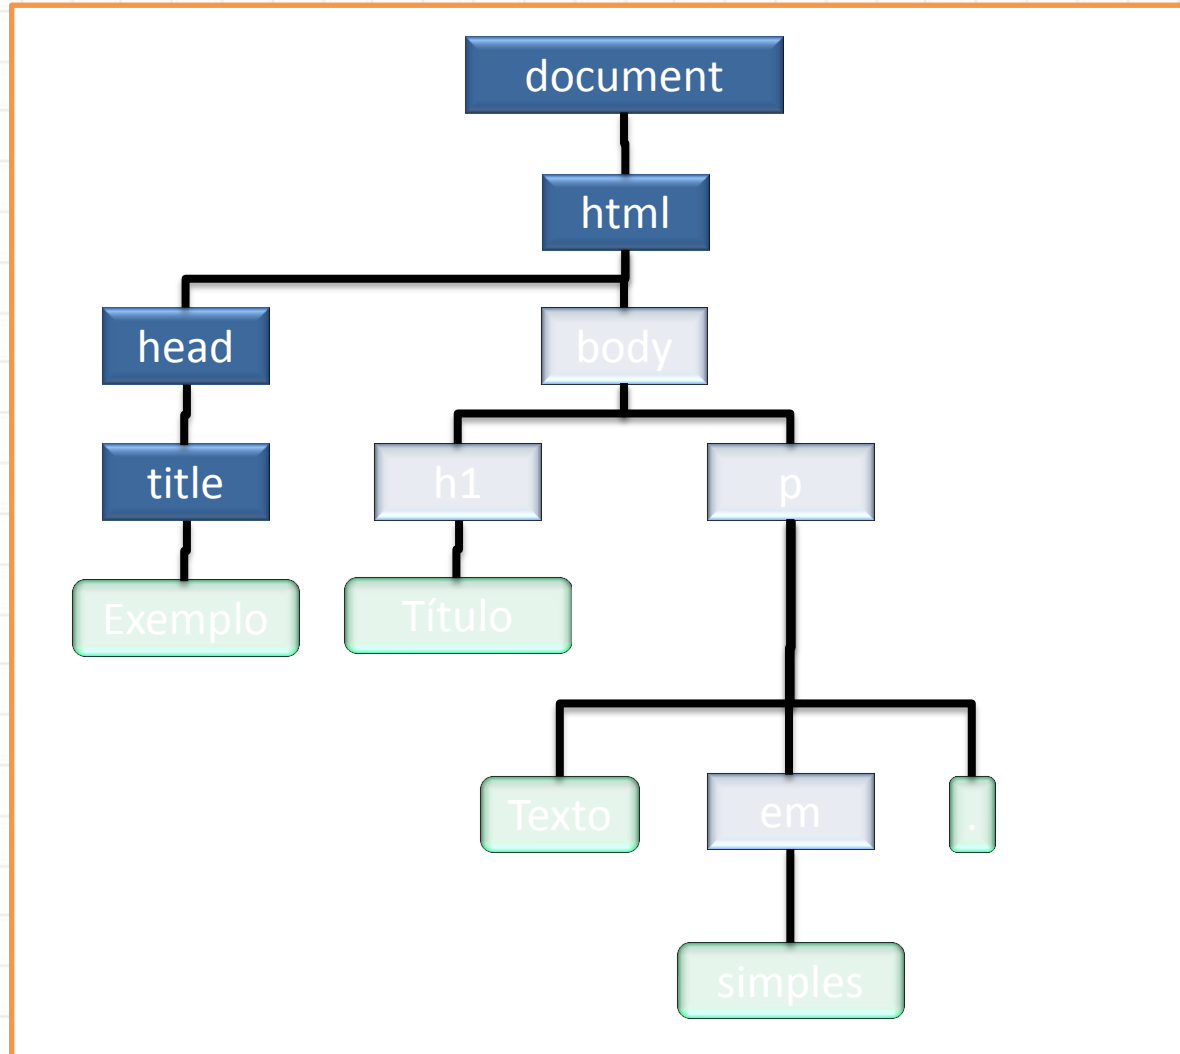 document
html
head
body
title
h1
p
Exemplo
Título
Texto
em
.
simples